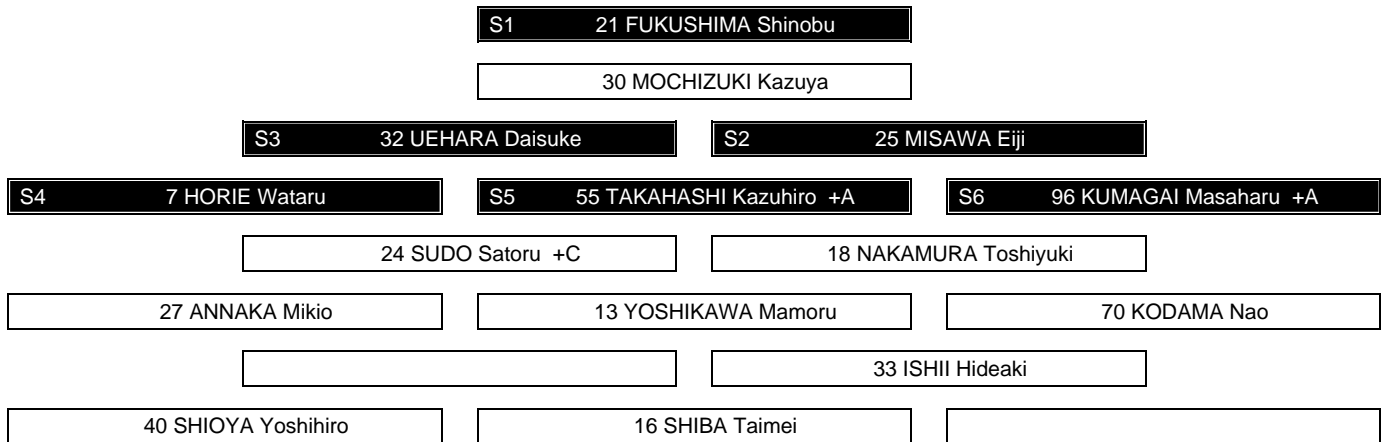 S1 21 FUKUSHIMA Shinobu
30 MOCHIZUKI Kazuya
S3 32 UEHARA Daisuke
S2 25 MISAWA Eiji
S4 7 HORIE Wataru
S5 55 TAKAHASHI Kazuhiro +A
S6 96 KUMAGAI Masaharu +A
24 SUDO Satoru +C
18 NAKAMURA Toshiyuki
27 ANNAKA Mikio
13 YOSHIKAWA Mamoru
70 KODAMA Nao
33 ISHII Hideaki
40 SHIOYA Yoshihiro
16 SHIBA Taimei